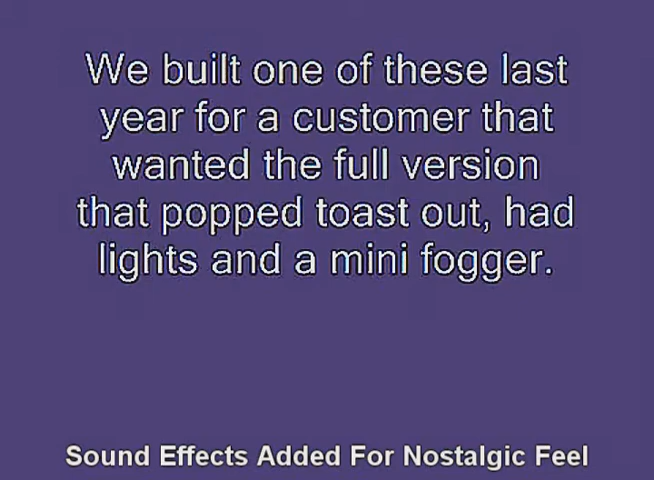 We built one of these last
year for a customer that
wanted the full version
that popped toast out, had
lights and a mini fogger.
Sound Effects Added For Nostalgic Feel